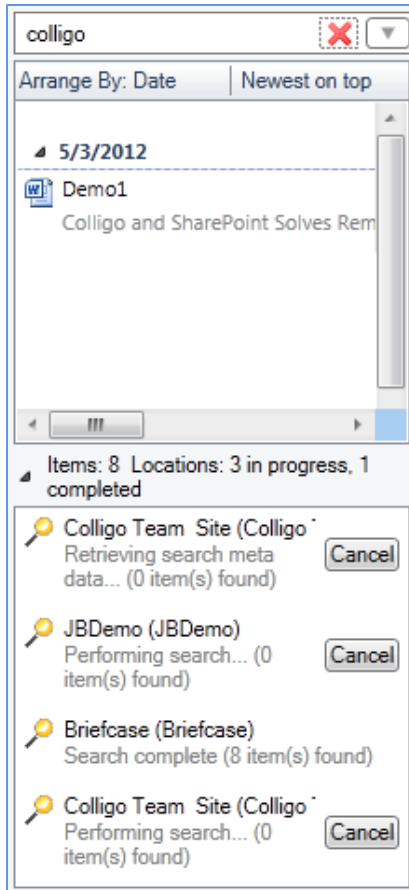 colligo
Arrange By: Date Newest on top
5/3/2012
Demo1
Colligo and SharePoint Solves Rem
Items: 8 Locations: 3 in progress, 1
completed
Colligo Team Site (Colligo
Retrieving search meta
data... (0 item(s) found)
Cancel
JBDemo (JBDemo)
Performing search... (0
item(s) found)
Cancel
Briefcase (Briefcase)
Search complete (8 item(s) found)
Colligo Team Site (Colligo
Performing search... (0
item(s) found)
Cancel